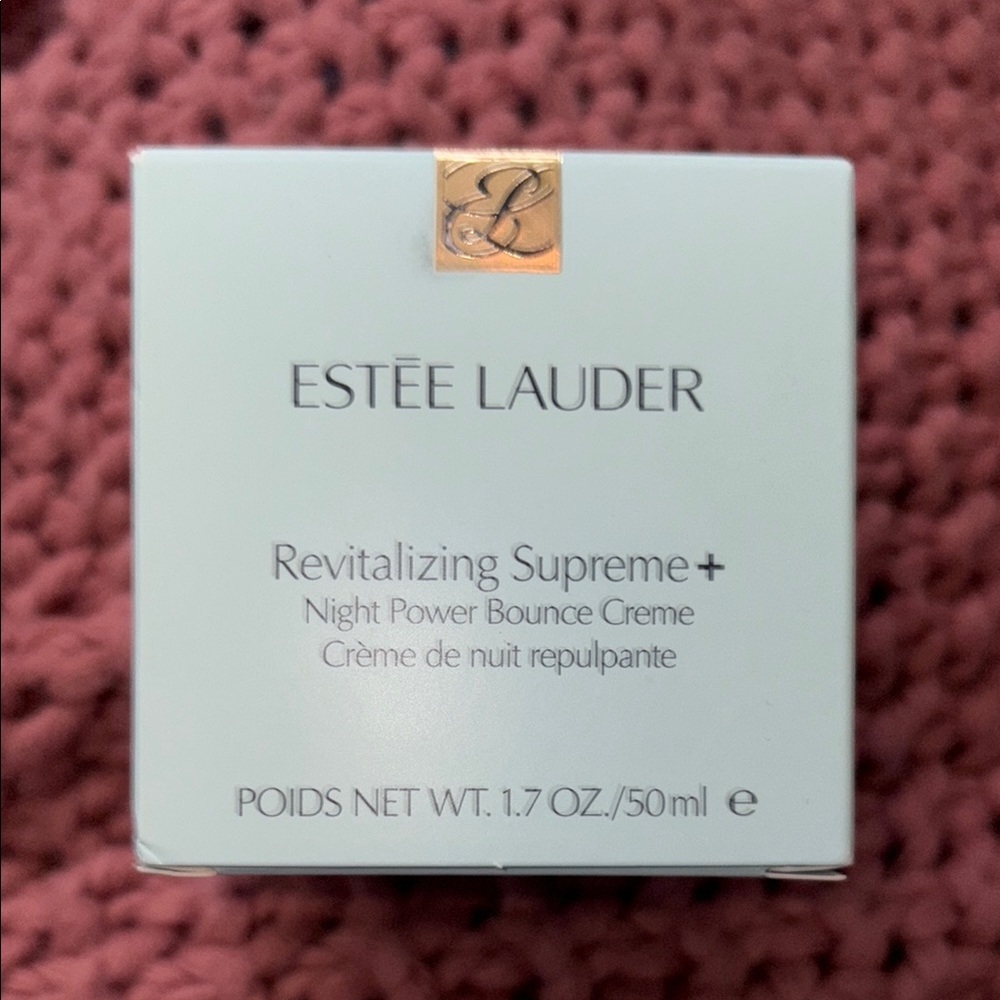 EL
ESTĒE LAUDER
Revitalizing Supreme+
Night Power Bounce Creme
Crème de nuit repulpante
POIDS NET WT. 1.7 OZ./50ml ℮